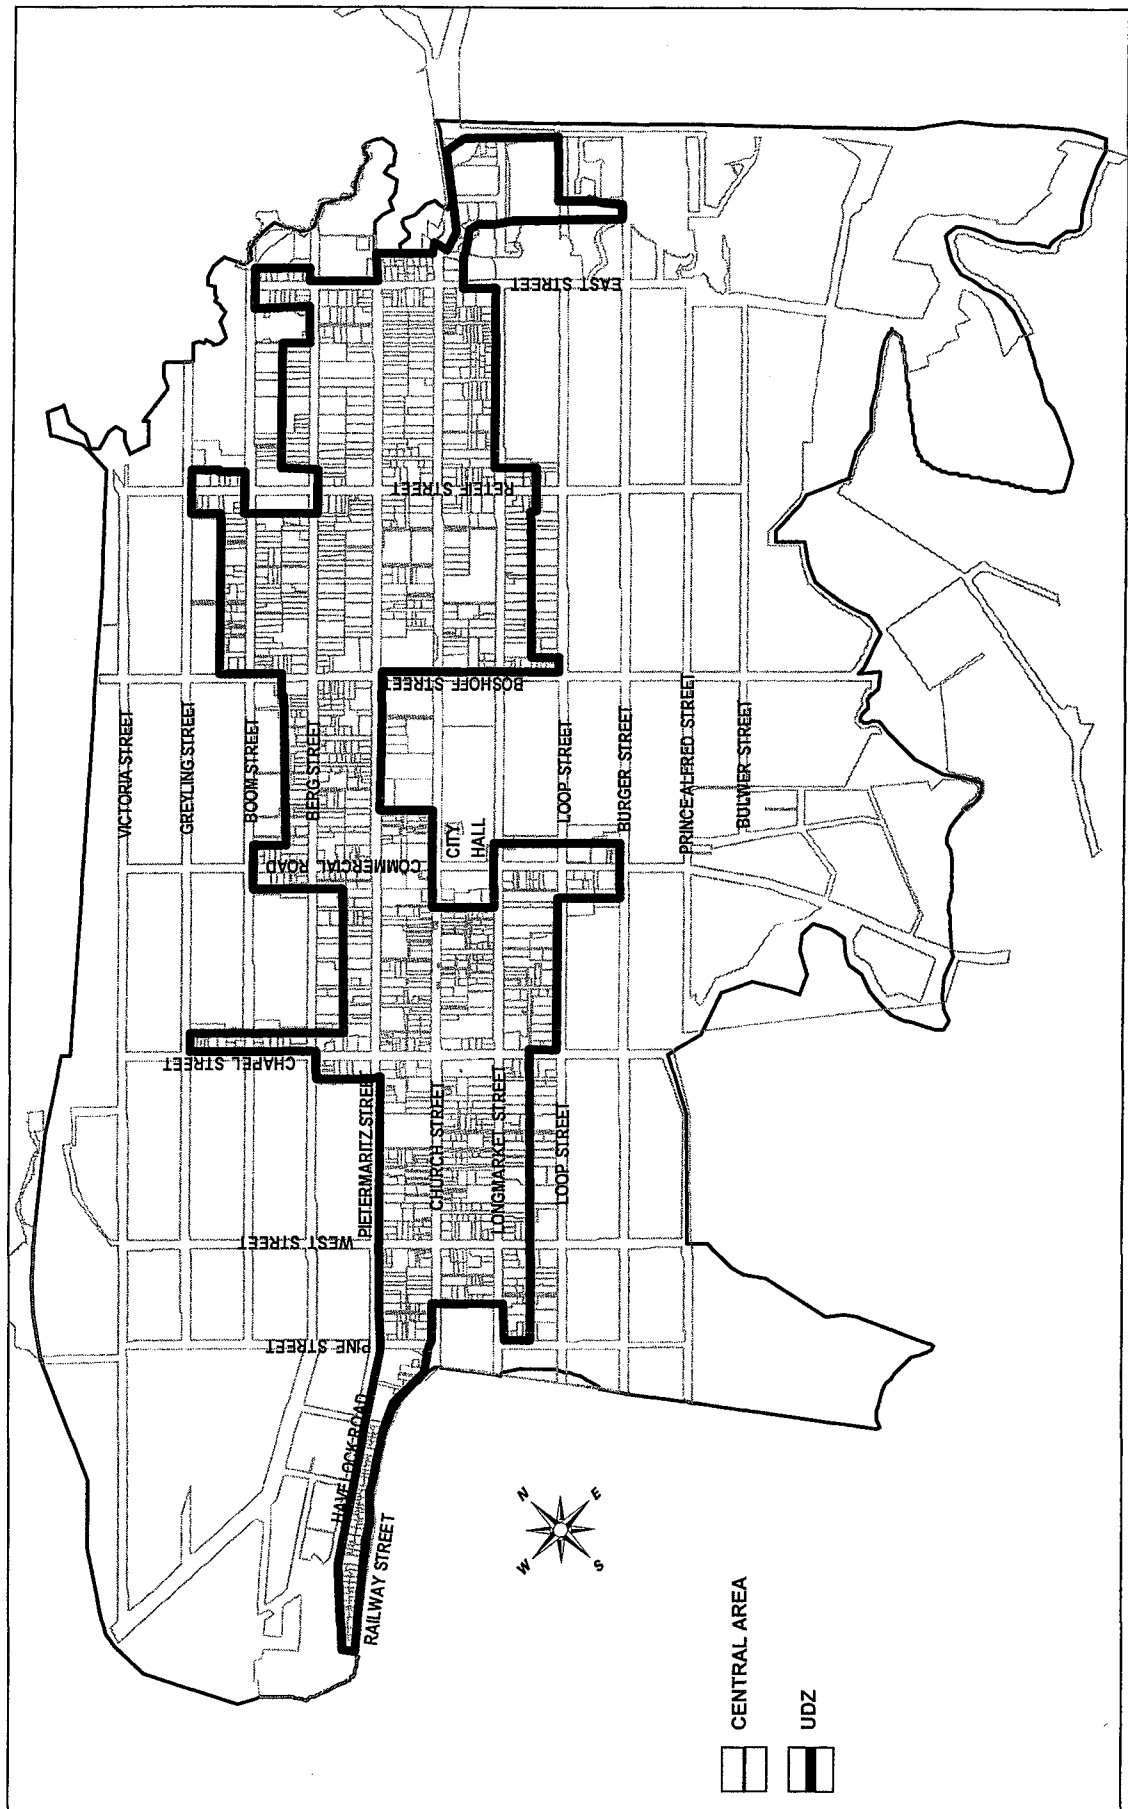 VICTORIA STREET
GREYLING STREET
BOOM STREET
BERG STREET
COMMERCIAL ROAD
CITY
HALL
BOSHOFF STREET
RETEIF STREET
EAST STREET
LOOP STREET
BURGER STREET
PRINCE ALFRED STREET
BULWER STREET
CHAPEL STREET
PIETERMARITZ STREET
CHURCH STREET
LONGMARKET STREET
LOOP STREET
WEST STREET
PINE STREET
HAVELOCK ROAD
RAILWAY STREET
N
E
S
W
CENTRAL AREA
UDZ